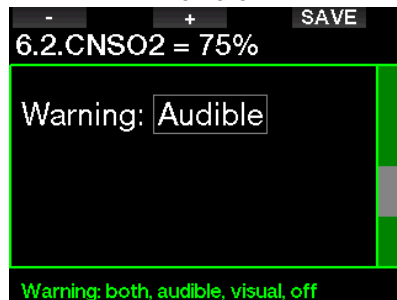 - + SAVE
6.2.CNSO2 = 75%
Warning: Audible
Warning: both, audible, visual, off